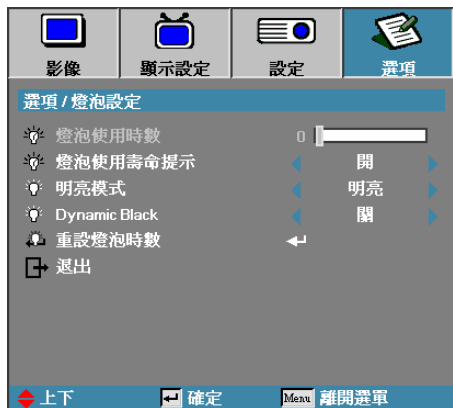 影像 顯示設定 設定 選項
選項 / 燈泡設定
燈泡使用時數 0
燈泡使用壽命提示 開
明亮模式 明亮
Dynamic Black 關
重設燈泡時數
退出
上下 確定 Menu 離開選單